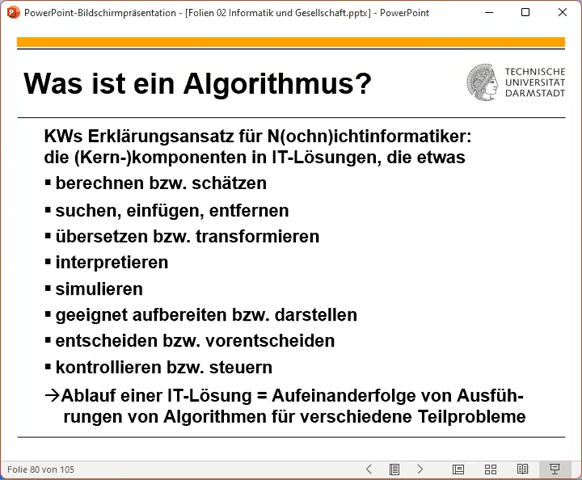 PowerPoint-Bildschirmpräsentation - [Folien 02 Informatik und Gesellschaft.pptx] - PowerPoint
Was ist ein Algorithmus?
TECHNISCHE
UNIVERSITÄT
DARMSTADT
KWs Erklärungsansatz für N(ochn)ichtinformatiker:
die (Kern-)komponenten in IT-Lösungen, die etwas
▪ berechnen bzw. schätzen
▪ suchen, einfügen, entfernen
▪ übersetzen bzw. transformieren
▪ interpretieren
▪ simulieren
▪ geeignet aufbereiten bzw. darstellen
▪ entscheiden bzw. vorentscheiden
▪ kontrollieren bzw. steuern
→Ablauf einer IT-Lösung = Aufeinanderfolge von Ausfüh-
rungen von Algorithmen für verschiedene Teilprobleme
Folie 80 von 105